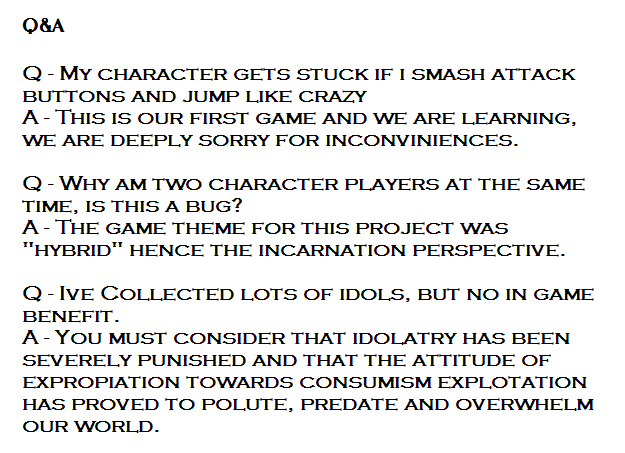 Q&A
Q - My character gets stuck if i smash attack
buttons and jump like crazy
A - This is our first game and we are learning,
we are deeply sorry for inconviniences.
Q - Why am two character players at the same
time, is this a bug?
A - The game theme for this project was
"hybrid" hence the incarnation perspective.
Q - Ive Collected lots of idols, but no in game
benefit.
A - You must consider that idolatry has been
severely punished and that the attitude of
expropiation towards consumism explotation
has proved to polute, predate and overwhelm
our world.